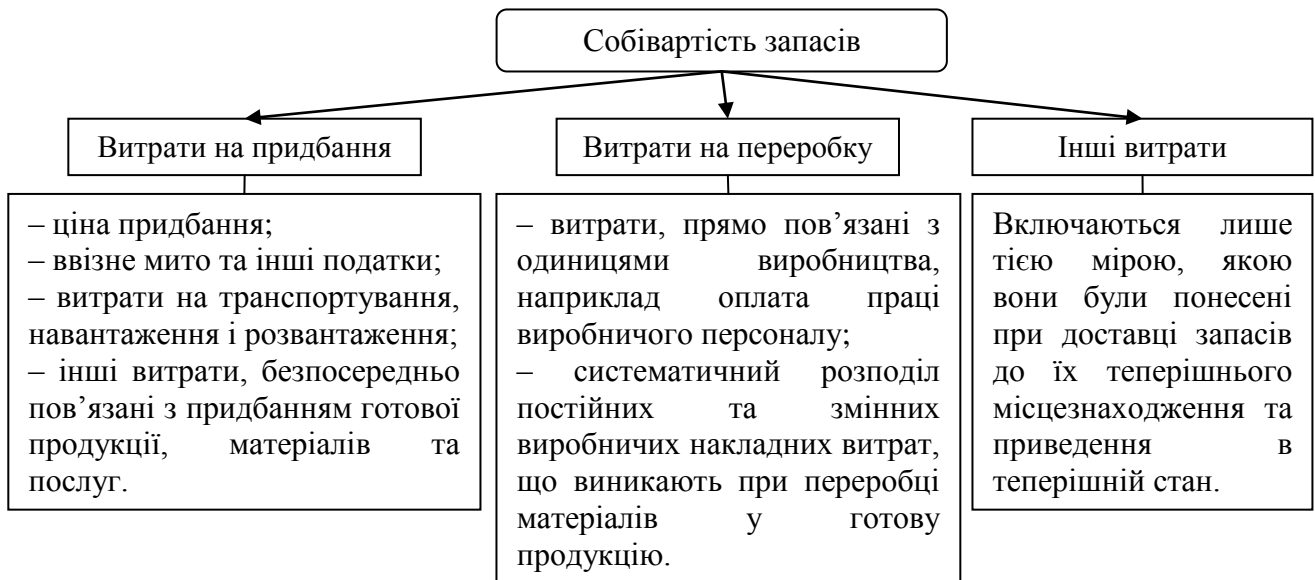 Собівартість запасів
Витрати на придбання
Витрати на переробку
Інші витрати
– ціна придбання;
– ввізне мито та інші податки;
– витрати на транспортування,
навантаження і розвантаження;
– інші витрати, безпосередньо
пов’язані з придбанням готової
продукції, матеріалів та
послуг.
– витрати, прямо пов’язані з
одиницями виробництва,
наприклад оплата праці
виробничого персоналу;
– систематичний розподіл
постійних та змінних
виробничих накладних витрат,
що виникають при переробці
матеріалів у готову
продукцію.
Включаються лише
тією мірою, якою
вони були понесені
при доставці запасів
до їх теперішнього
місцезнаходження та
приведення в
теперішній стан.